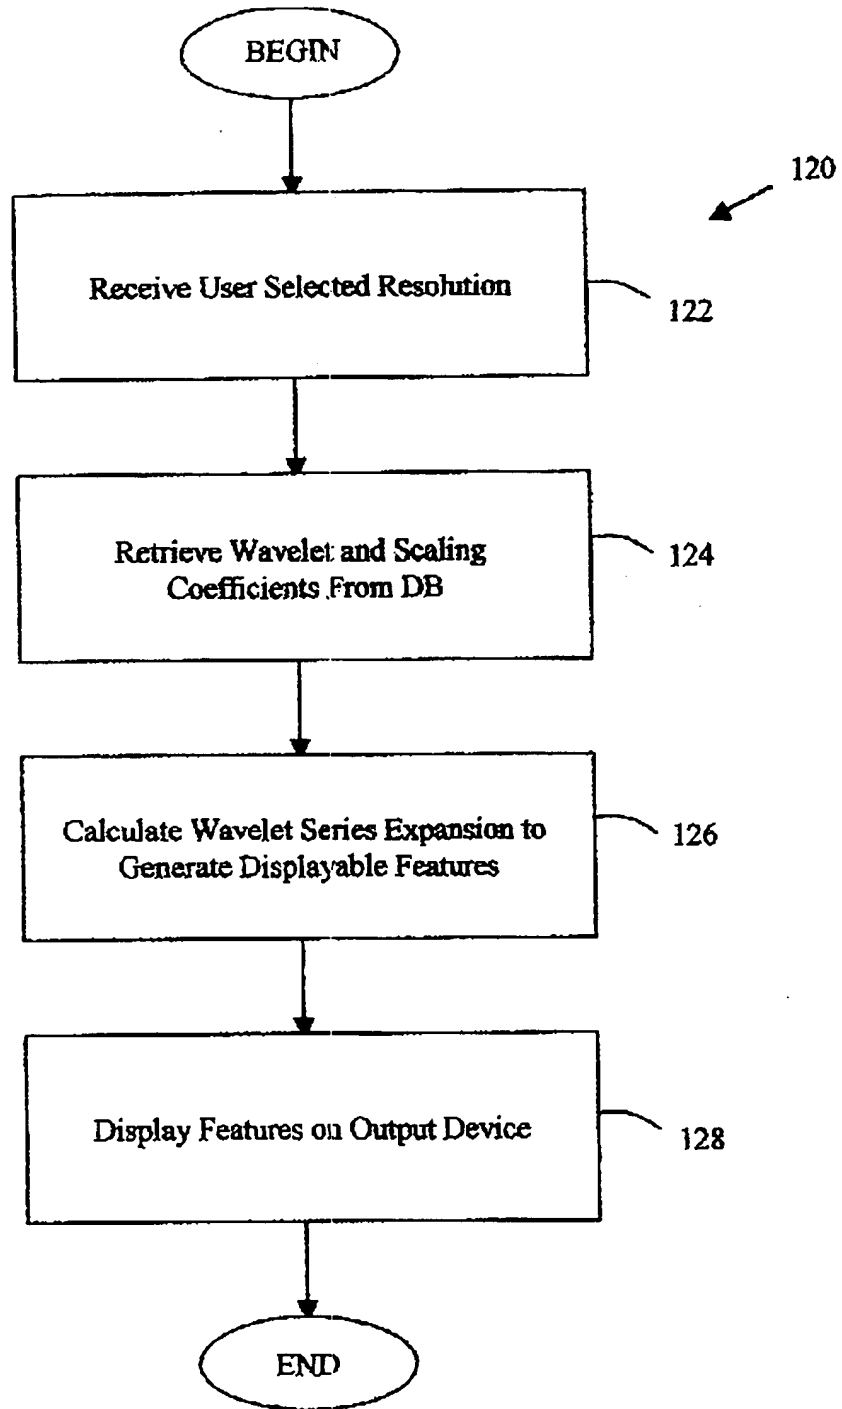 BEGIN
120
Receive User Selected Resolution
122
Retrieve Wavelet and Scaling
Coefficients From DB
124
Calculate Wavelet Series Expansion to
Generate Displayable Features
126
Display Features on Output Device
128
END